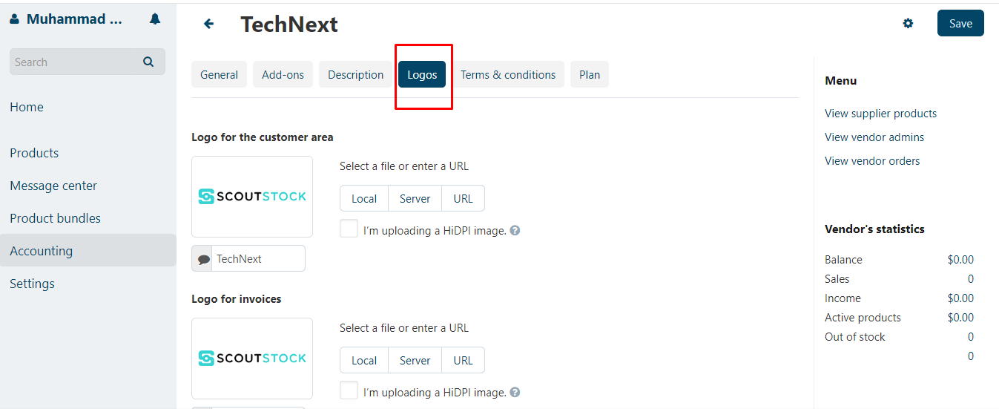 Muhammad ...
Search
Home
Products
Message center
Product bundles
Accounting
Settings
TechNext
Save
General
Add-ons
Description
Logos
Terms & conditions
Plan
Logo for the customer area
SCOUTSTOCK
Select a file or enter a URL
Local
Server
URL
I'm uploading a HiDPI image. ?
TechNext
Logo for invoices
SCOUTSTOCK
Select a file or enter a URL
Local
Server
URL
I'm uploading a HiDPI image. ?
Menu
View supplier products
View vendor admins
View vendor orders
Vendor's statistics
Balance $0.00
Sales 0
Income $0.00
Active products $0.00
Out of stock 0
0